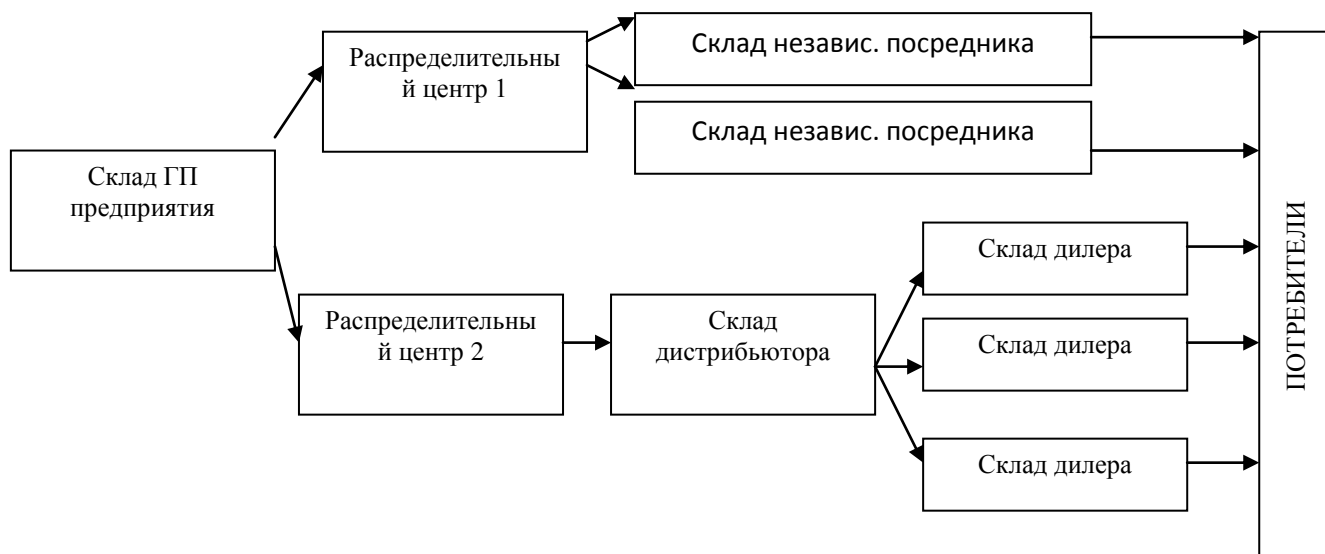 Склад независ. посредника
Распределительны
й центр 1
Склад независ. посредника
Склад ГП
предприятия
Склад дилера
Распределительны
й центр 2
Склад
дистрибьютора
Склад дилера
Склад дилера
ПОТРЕБИТЕЛИ